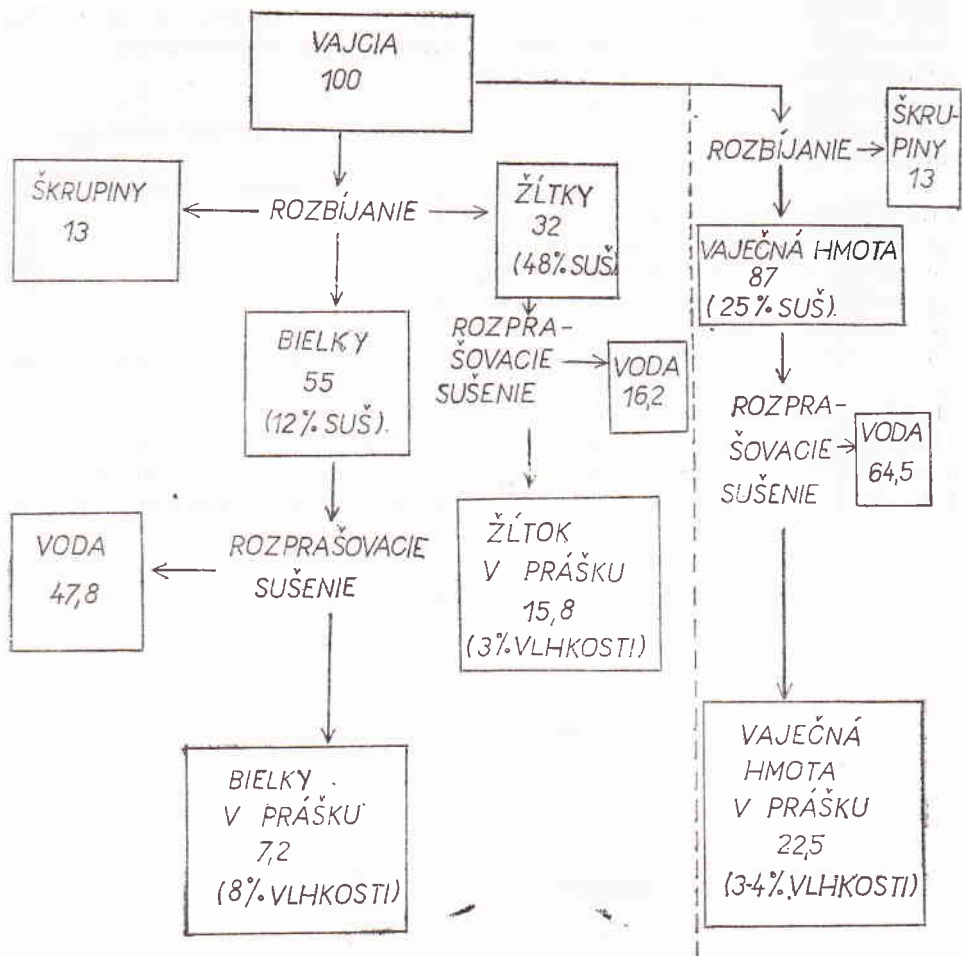 VAJCIA
100
ŠKRUPINY
13
ROZBÍJANIE
ŽĹTKY
32
(48% SUŠ)
BIELKY
55
(12% SUŠ).
ROZPRA-
ŠOVACIE
SUŠENIE
VODA
16,2
VODA
47,8
ROZPRAŠOVACIE
SUŠENIE
ŽĹTOK
V PRÁŠKU
15,8
(3% VLHKOSTI)
BIELKY
V PRÁŠKU
7,2
(8% VLHKOSTI)
ROZBÍJANIE
ŠKRU-
PINY
13
VAJEČNÁ HMOTA
87
(25% SUŠ).
ROZPRA-
ŠOVACIE
SUŠENIE
VODA
64,5
VAJEČNÁ
HMOTA
V PRÁŠKU
22,5
(3-4% VLHKOSTI)